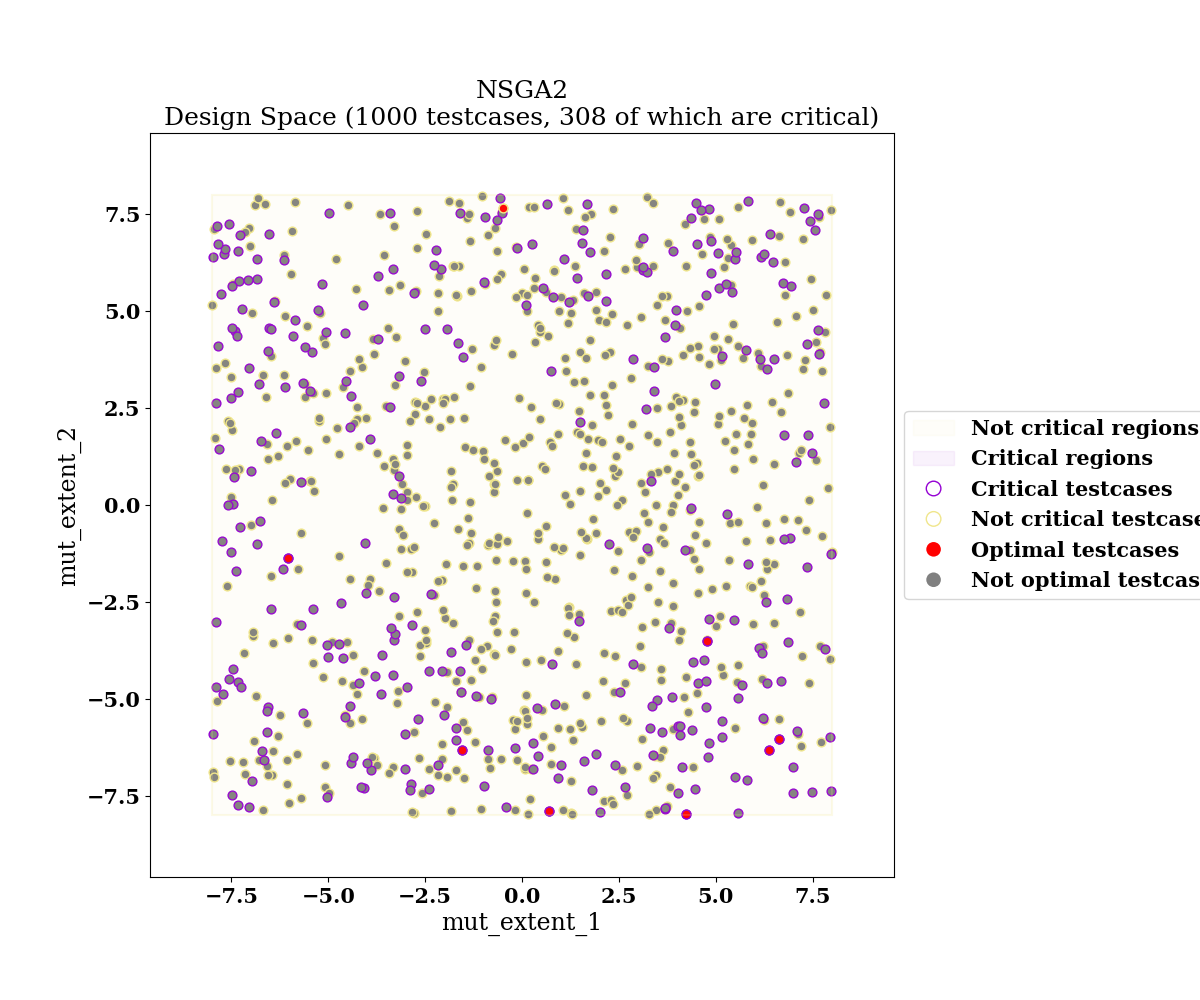 NSGA2
Design Space (1000 testcases, 308 of which are critical)
7.5
5.0
2.5
0.0
−2.5
−5.0
−7.5
mut_extent_2
−7.5
−5.0
−2.5
0.0
2.5
5.0
7.5
mut_extent_1
Not critical regions
Critical regions
Critical testcases
Not critical testcase
Optimal testcases
Not optimal testcas